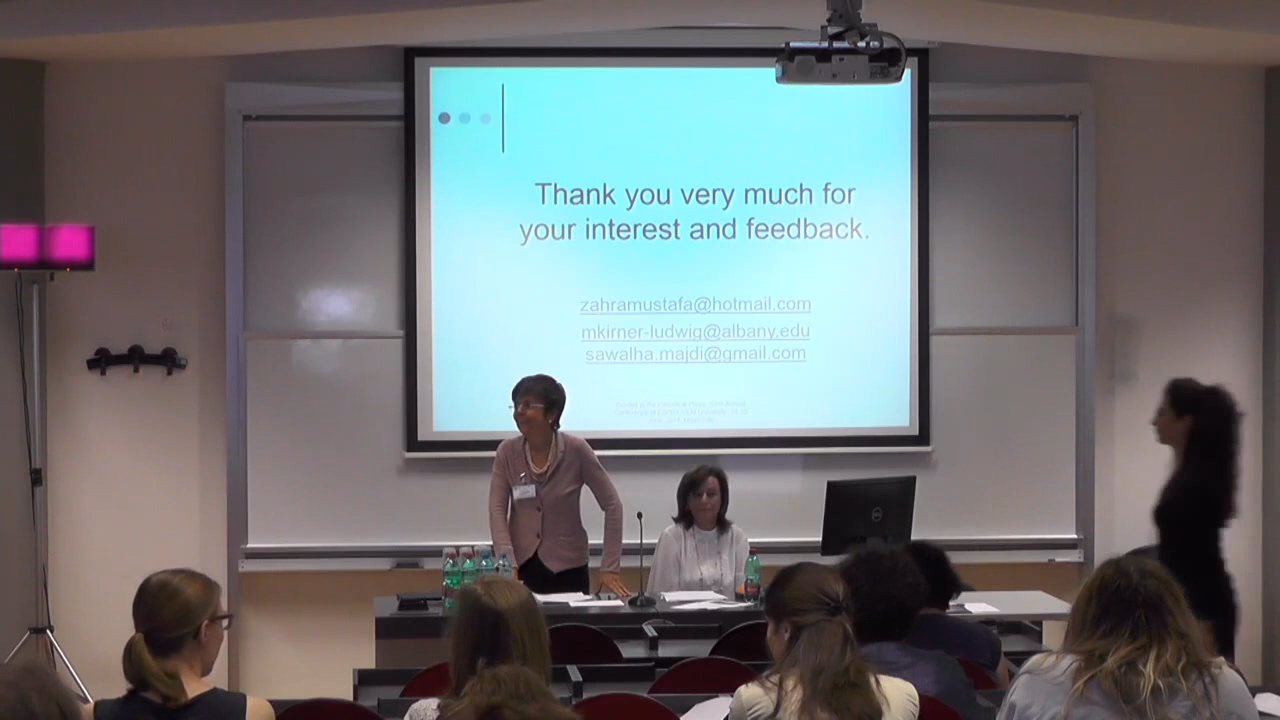 Thank you very much for
your interest and feedback.
zahramustafa@hotmail.com
mkirner-ludwig@albany.edu
sawalha.majdi@gmail.com
DELL